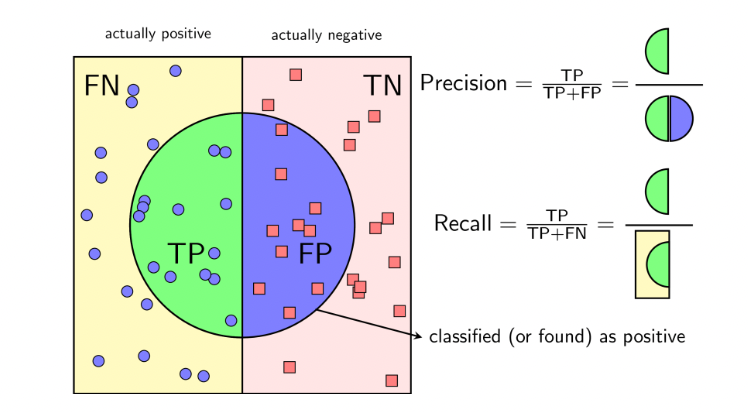 actually positive
actually negative
FN
TN
TP
FP
Precision = TP / TP+FP =
Recall = TP / TP+FN =
classified (or found) as positive